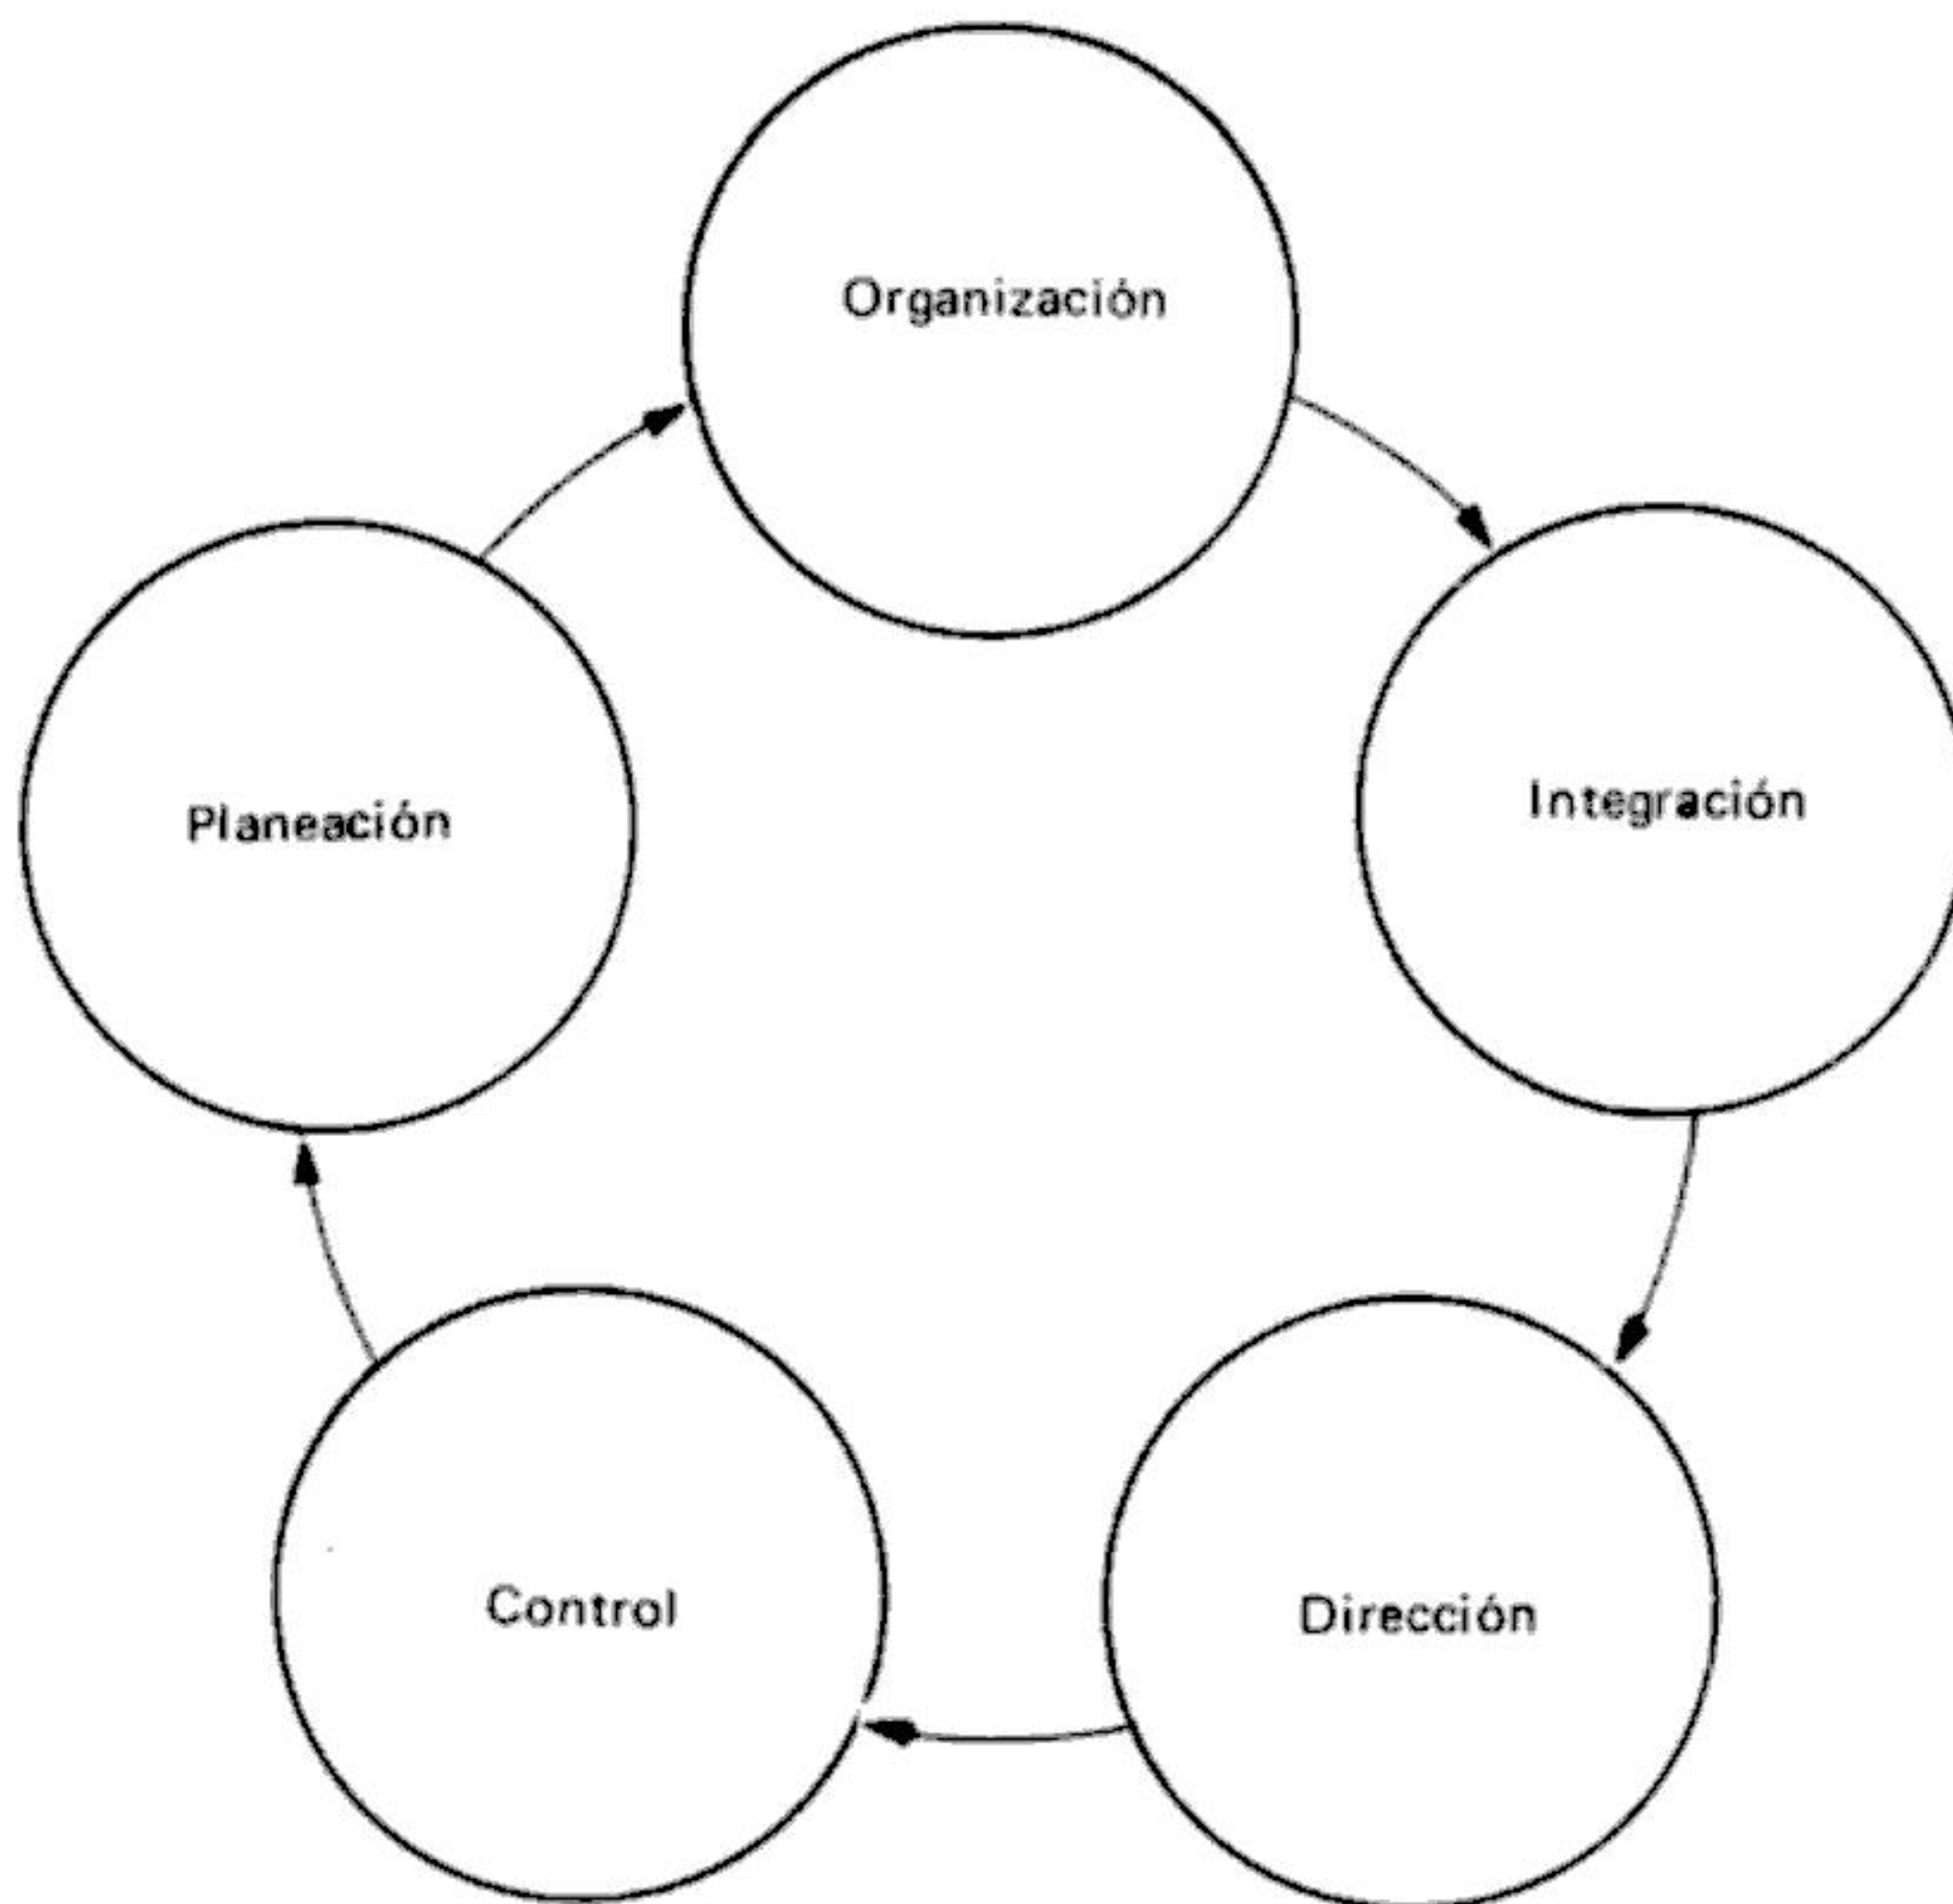 Organización
Planeación
Integración
Control
Dirección